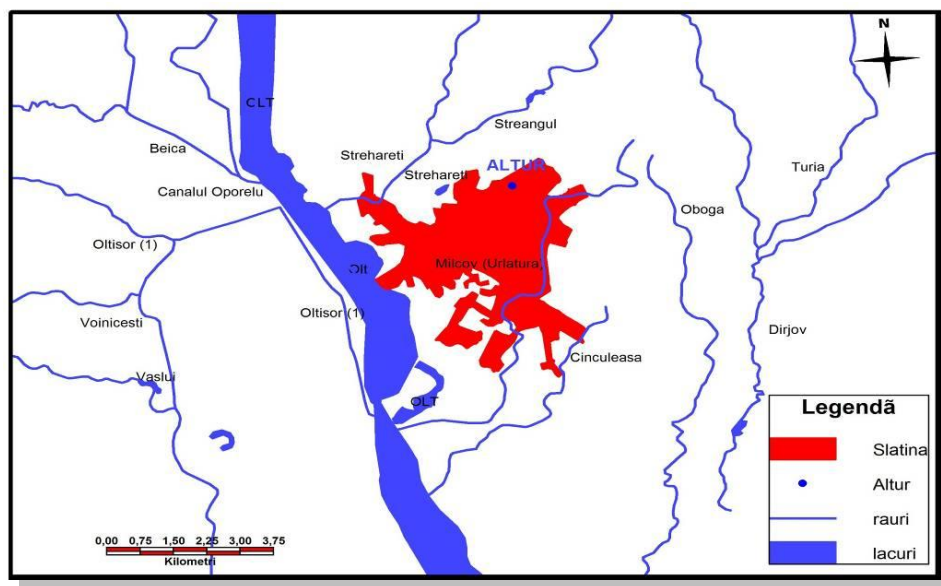 N
CLT
Streangul
Beica
Strehareti
ALTUR
Strehareti
Turia
Canalul Oporelu
Oboga
Oltisor (1)
Milcov (Urlatura)
Olt
Oltisor (1)
Voinicesti
Dirjov
Cinculeasa
Vaslui
OLT
Legendã
Slatina
Altur
rauri
lacuri
0,00 0,75 1,50 2,25 3,00 3,75
Kilometri